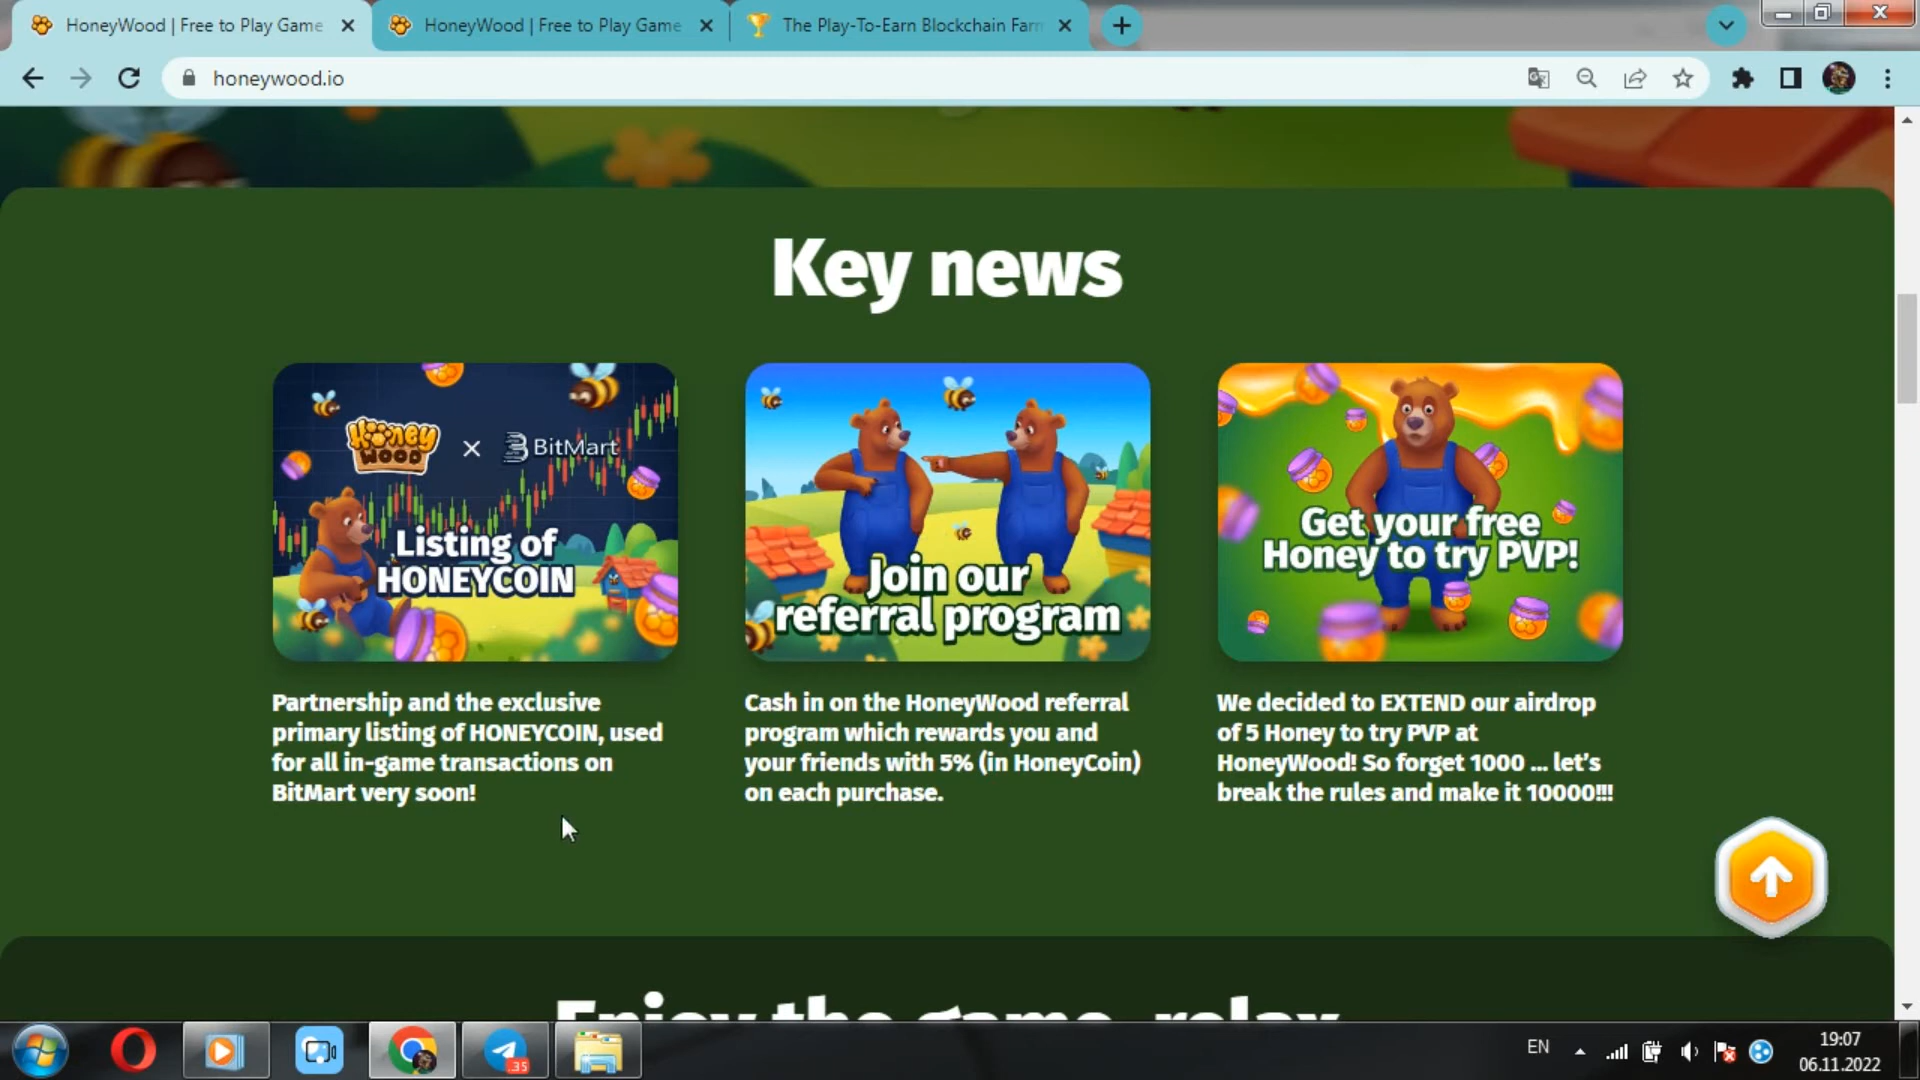 HoneyWood | Free to Play Game
HoneyWood | Free to Play Game
The Play-To-Earn Blockchain Farm
honeywood.io
Key news
Honey
WOOD
X
BitMart
Listing of
HONEYCOIN
Join our
referral program
Get your free
Honey to try PVP!
Partnership and the exclusive
primary listing of HONEYCOIN, used
for all in-game transactions on
BitMart very soon!
Cash in on the HoneyWood referral
program which rewards you and
your friends with 5% (in HoneyCoin)
on each purchase.
We decided to EXTEND our airdrop
of 5 Honey to try PVP at
HoneyWood! So forget 1000 ... let's
break the rules and make it 10000!!!
Enjoy the game, relax
35
EN
19:07
06.11.2022